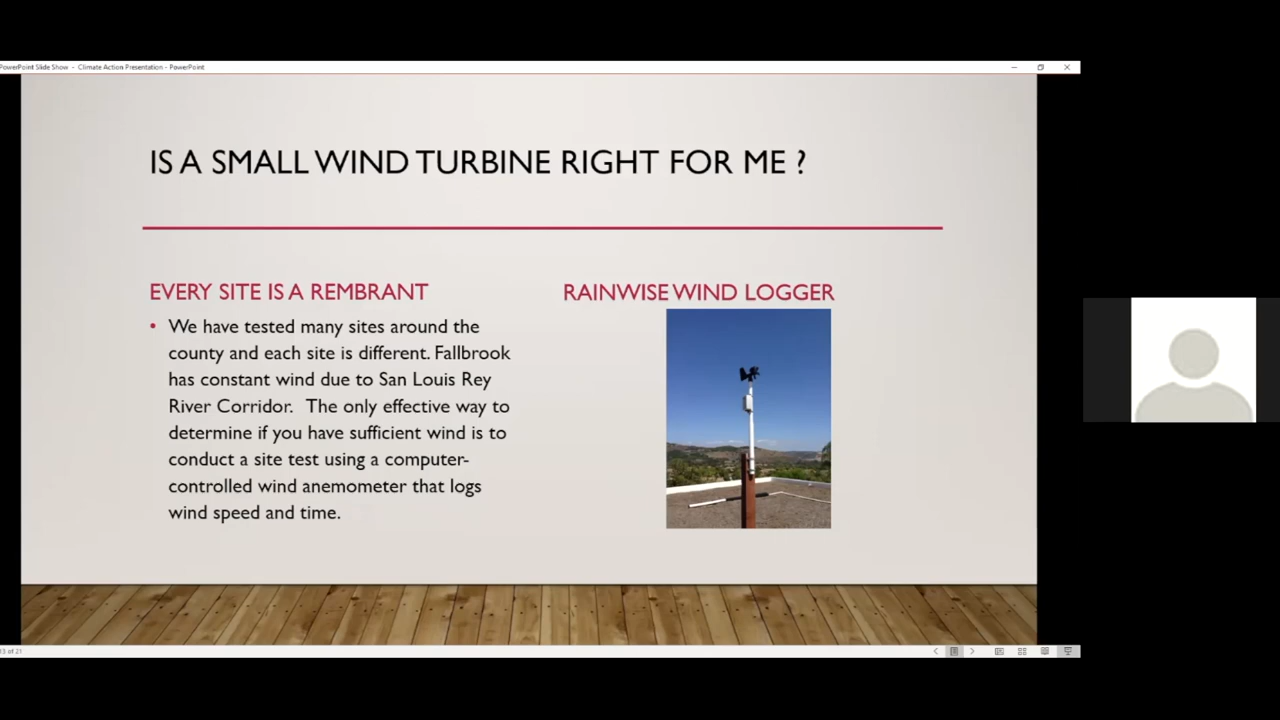 PowerPoint Slide Show - Climate Action Presentation - PowerPoint
IS A SMALL WIND TURBINE RIGHT FOR ME ?
EVERY SITE IS A REMBRANT
• We have tested many sites around the
county and each site is different. Fallbrook
has constant wind due to San Louis Rey
River Corridor. The only effective way to
determine if you have sufficient wind is to
conduct a site test using a computer-
controlled wind anemometer that logs
wind speed and time.
RAINWISE WIND LOGGER
13 of 21